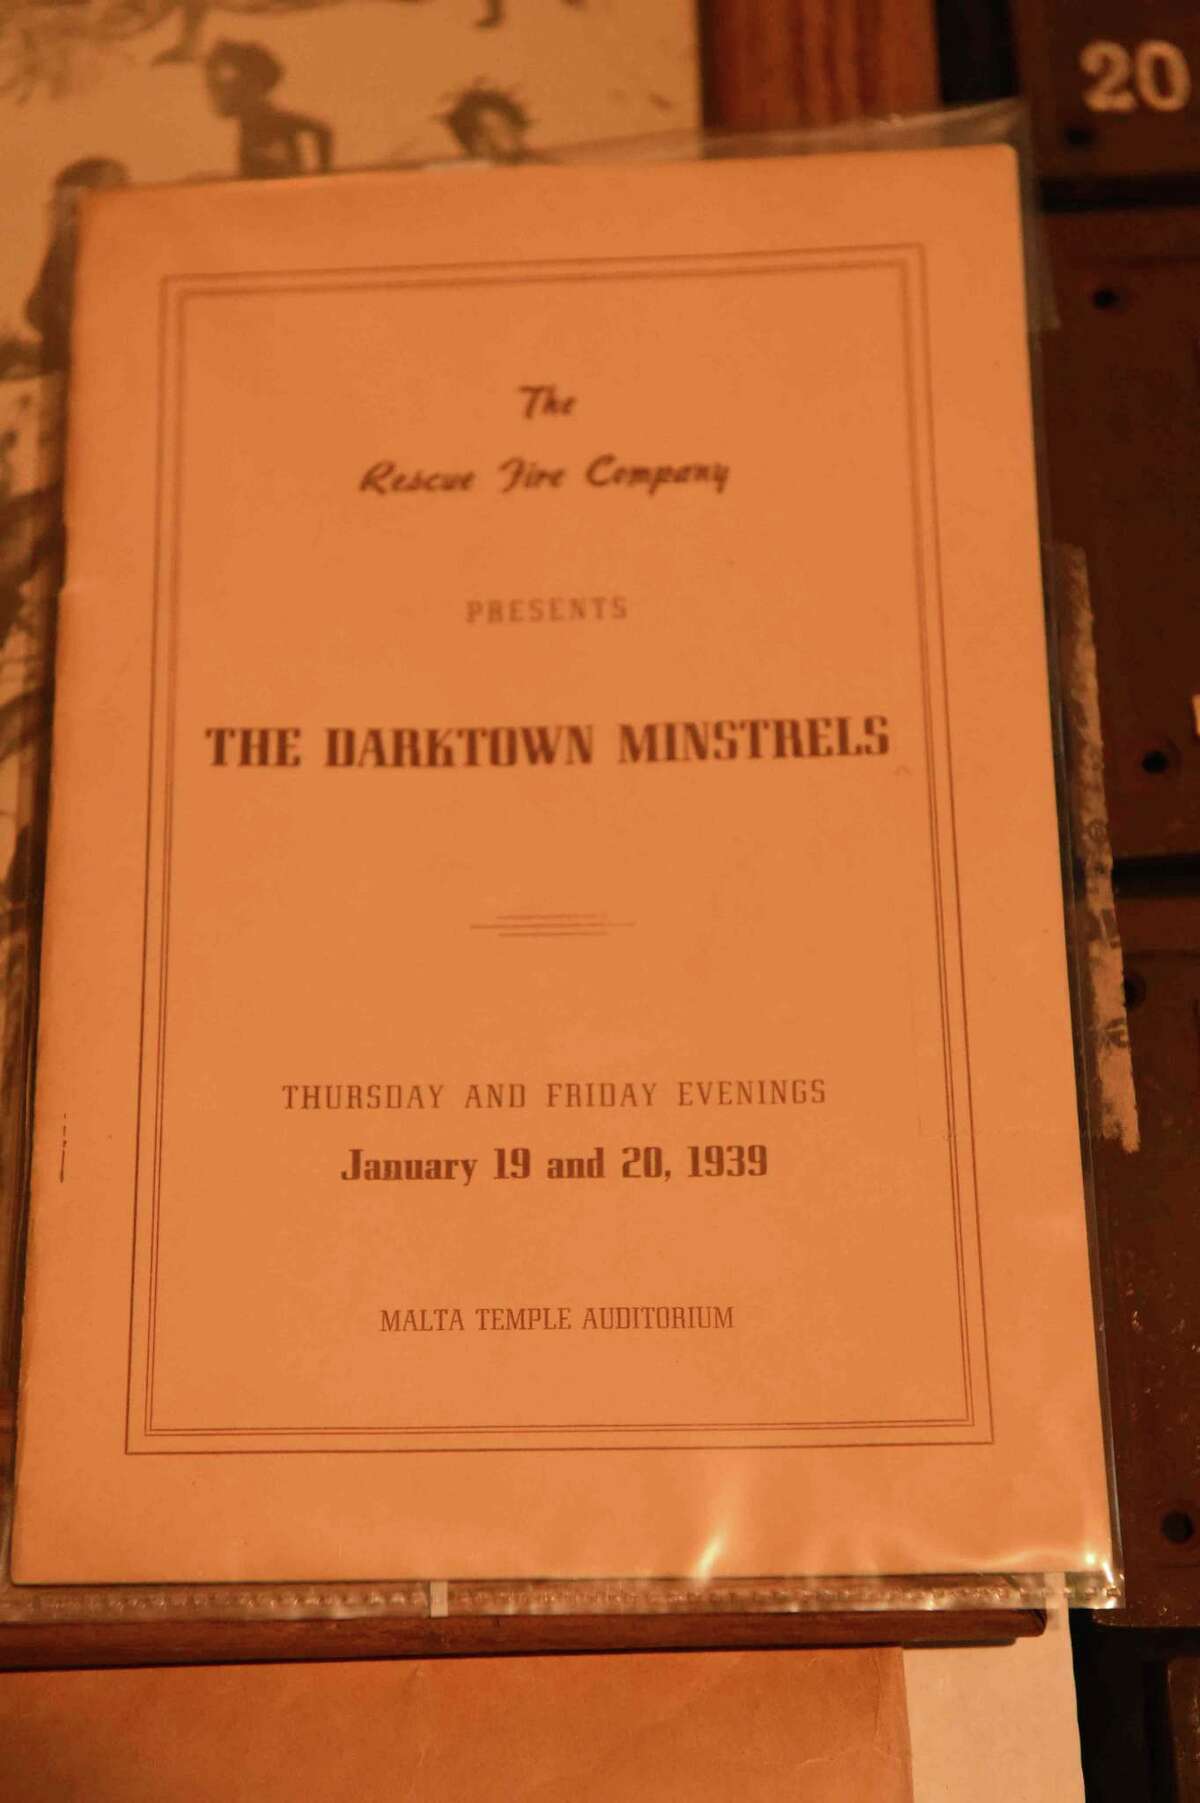 20
The
Rescue Fire Company
PRESENTS
THE DARKTOWN MINSTRELS
THURSDAY AND FRIDAY EVENINGS
January 19 and 20, 1939
MALTA TEMPLE AUDITORIUM